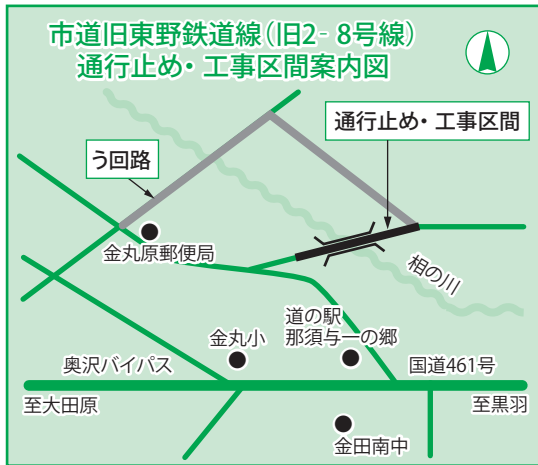 市道旧東野鉄道線(旧2-8号線)
通行止め・工事区間案内図
通行止め・工事区間
う回路
金丸原郵便局
相の川
道の駅
那須与一の郷
金丸小
奥沢バイパス
国道461号
至大田原
至黒羽
金田南中